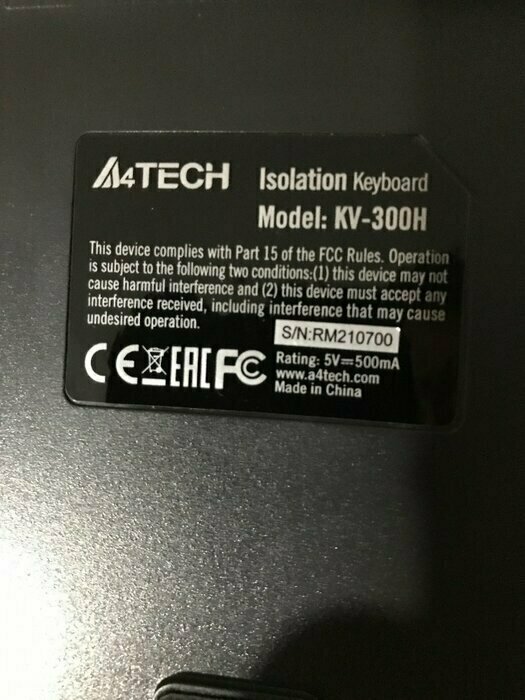 A4TECH Isolation Keyboard
Model: KV-300H
This device complies with Part 15 of the FCC Rules. Operation
is subject to the following two conditions:(1) this device may not
cause harmful interference and (2) this device must accept any
interference received, including interference that may cause
undesired operation.
S/N:RM210700
CE EAC FC
Rating: 5V⎓500mA
www.a4tech.com
Made in China